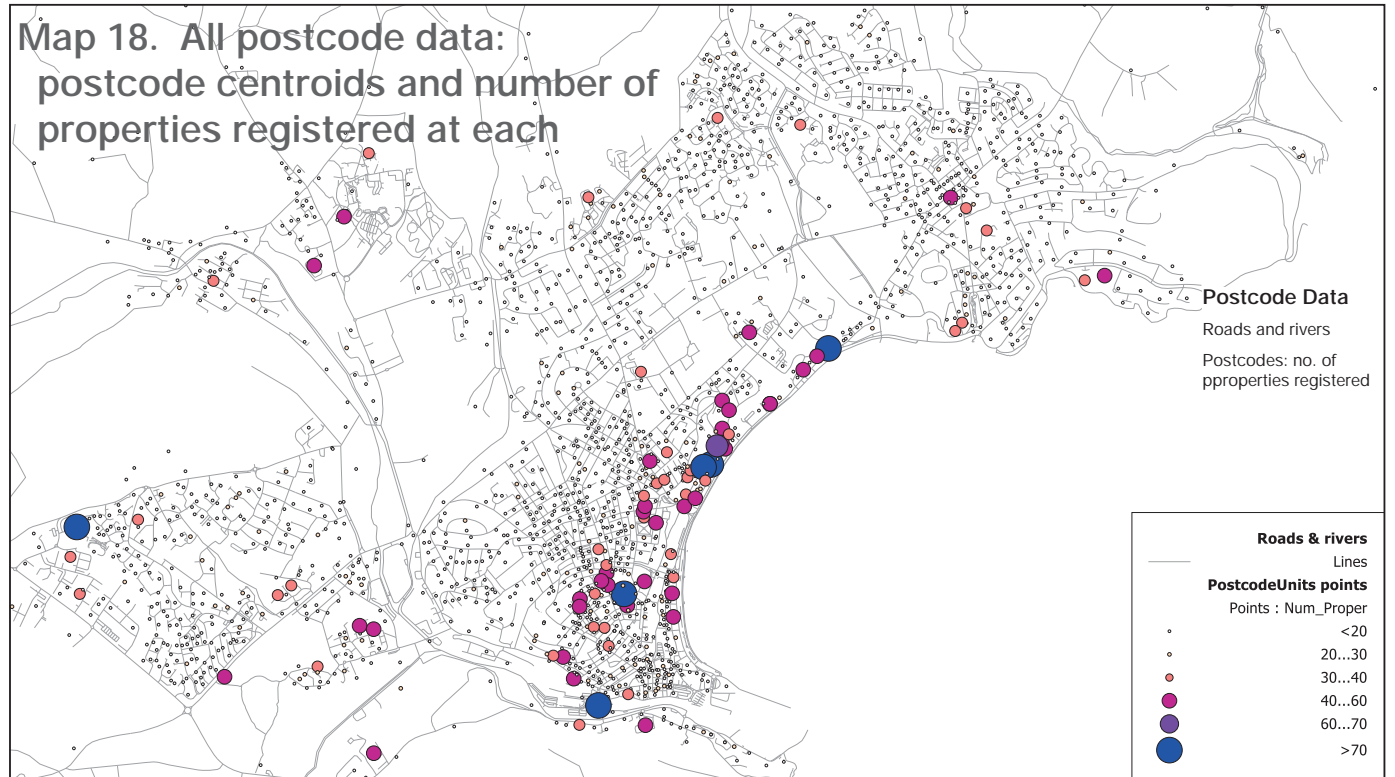 Map 18. All postcode data:
postcode centroids and number of
properties registered at each
Postcode Data
Roads and rivers
Postcodes: no. of
pproperties registered
Roads & rivers
Lines
PostcodeUnits points
Points : Num_Proper
<20
20...30
30...40
40...60
60...70
>70